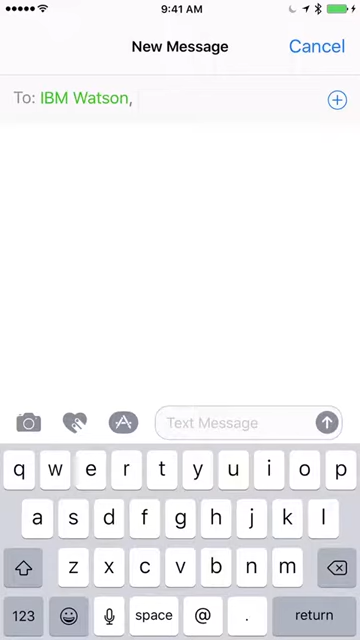 9:41 AM
New Message Cancel
To: IBM Watson,
Text Message
q w e r t y u i o p
a s d f g h j k l
z x c v b n m
123 space @ . return